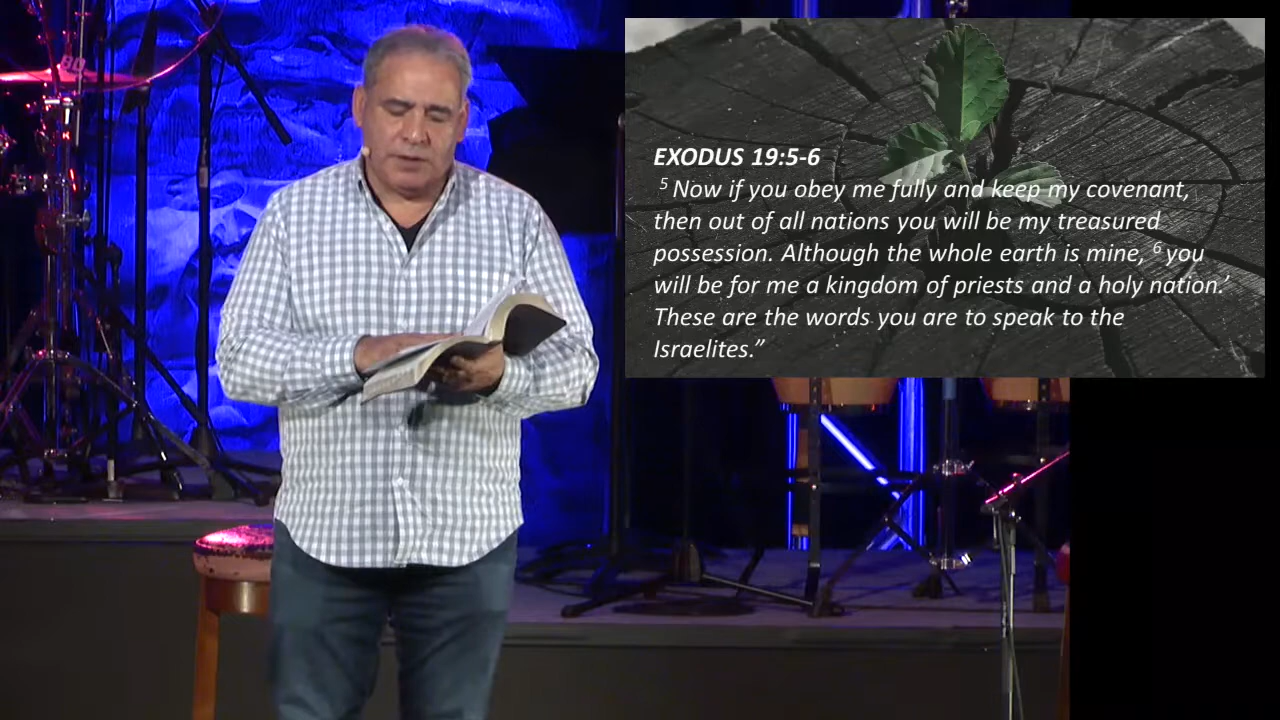 EXODUS 19:5-6
5 Now if you obey me fully and keep my covenant,
then out of all nations you will be my treasured
possession. Although the whole earth is mine, 6 you
will be for me a kingdom of priests and a holy nation.’
These are the words you are to speak to the
Israelites.”